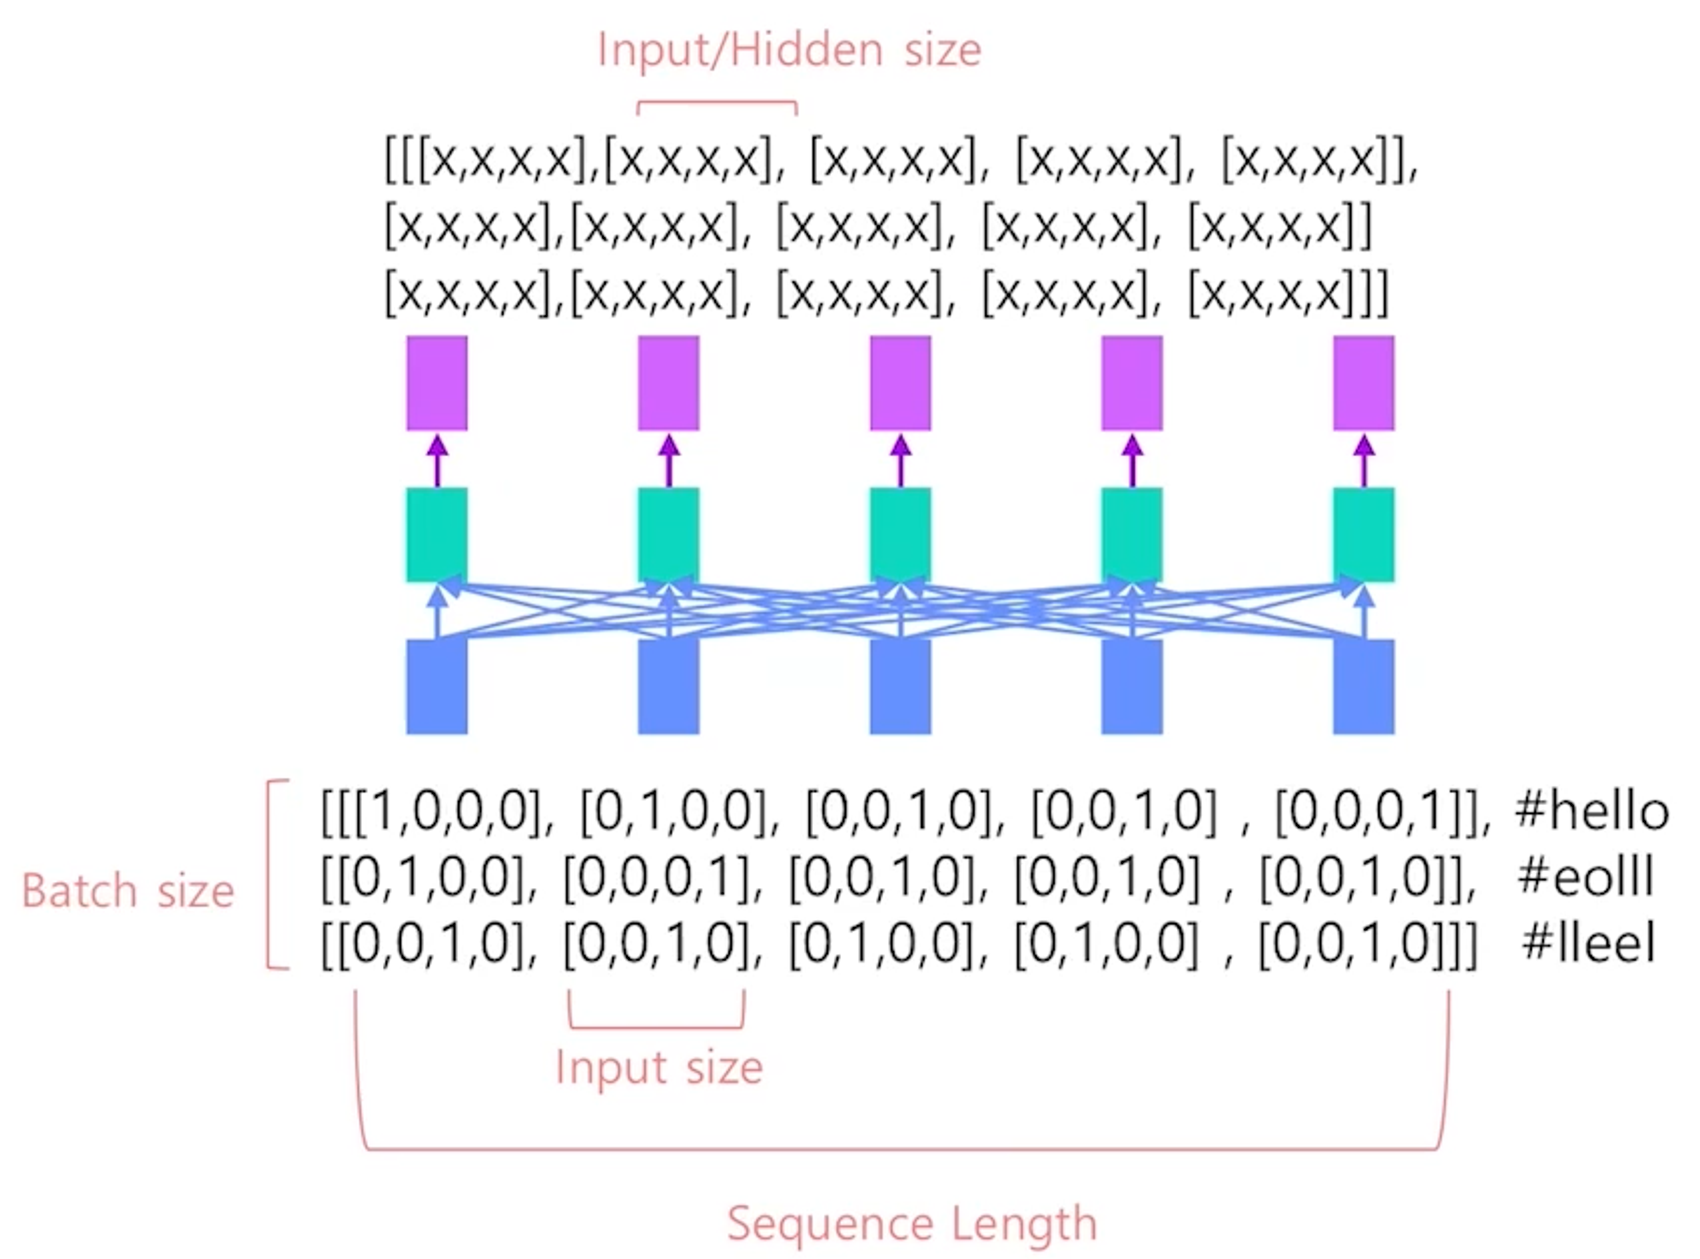 Input/Hidden size
[[[x,x,x,x],[x,x,x,x], [x,x,x,x], [x,x,x,x], [x,x,x,x]],
[x,x,x,x],[x,x,x,x], [x,x,x,x], [x,x,x,x], [x,x,x,x]]
[x,x,x,x],[x,x,x,x], [x,x,x,x], [x,x,x,x], [x,x,x,x]]]
[[[1,0,0,0], [0,1,0,0], [0,0,1,0], [0,0,1,0] , [0,0,0,1]], #hello
[[0,1,0,0], [0,0,0,1], [0,0,1,0], [0,0,1,0] , [0,0,1,0]], #eolll
Batch size
[[0,0,1,0], [0,0,1,0], [0,1,0,0], [0,1,0,0] , [0,0,1,0]]] #lleel
Input size
Sequence Length